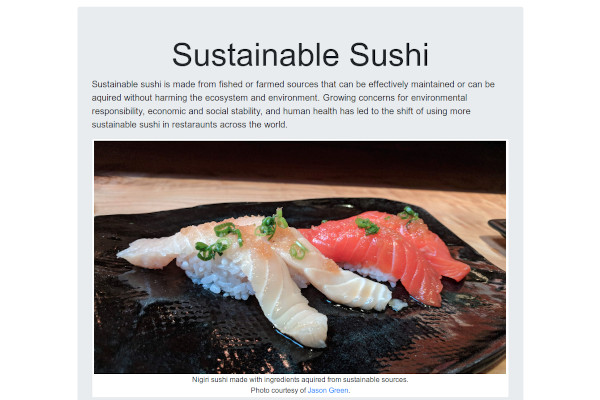 Sustainable Sushi
Sustainable sushi is made from fished or farmed sources that can be effectively maintained or can be
aquired without harming the ecosystem and environment. Growing concerns for environmental
responsibility, economic and social stability, and human health has led to the shift of using more
sustainable sushi in restaraunts across the world.
Nigiri sushi made with ingredients aquired from sustainable sources.
Photo courtesy of Jason Green.